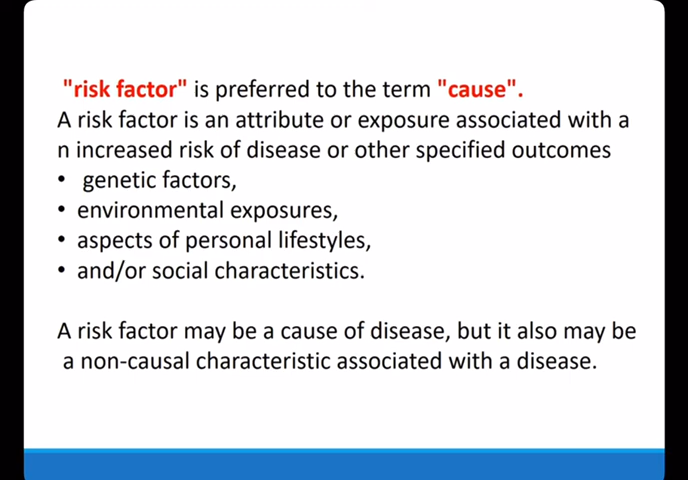 "risk factor" is preferred to the term "cause".
A risk factor is an attribute or exposure associated with a
n increased risk of disease or other specified outcomes
• genetic factors,
• environmental exposures,
• aspects of personal lifestyles,
• and/or social characteristics.
A risk factor may be a cause of disease, but it also may be
a non-causal characteristic associated with a disease.